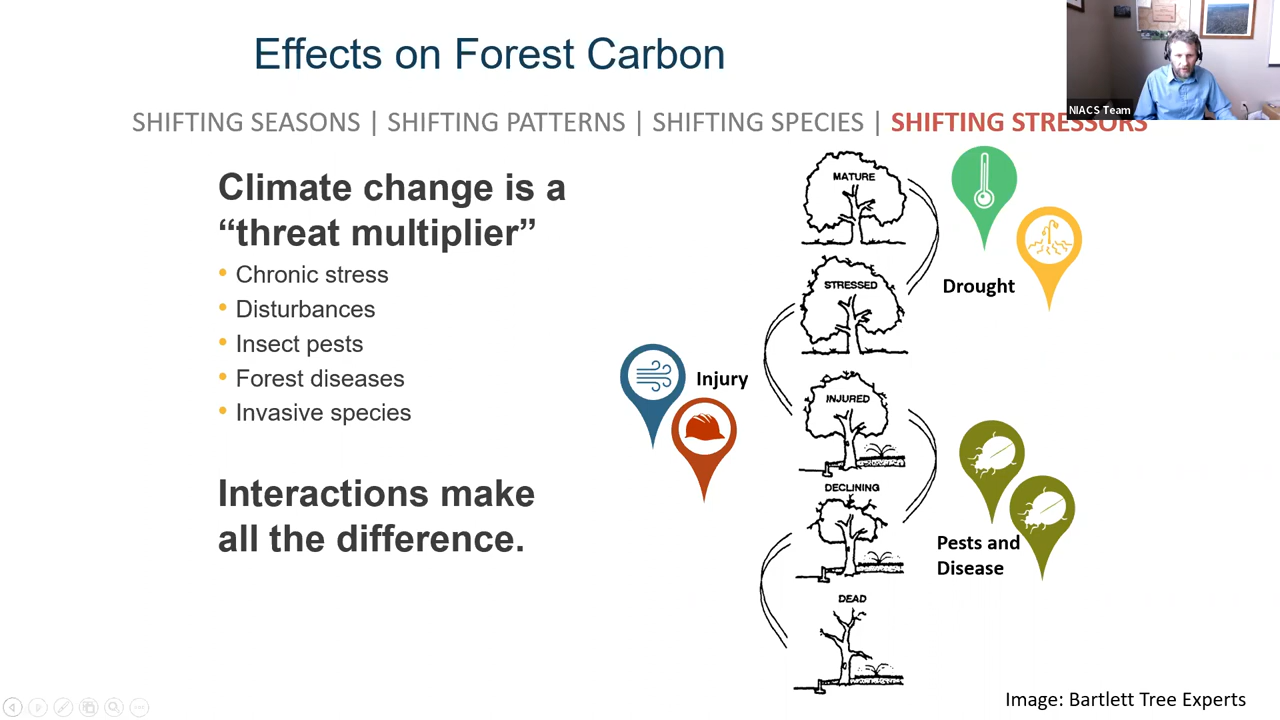 Effects on Forest Carbon
NIACS Team
SHIFTING SEASONS | SHIFTING PATTERNS | SHIFTING SPECIES | SHIFTING STRESSORS
Climate change is a
“threat multiplier”
• Chronic stress
• Disturbances
• Insect pests
• Forest diseases
• Invasive species
Interactions make
all the difference.
MATURE
STRESSED
INJURED
DECLINING
DEAD
Drought
Injury
Pests and
Disease
Image: Bartlett Tree Experts